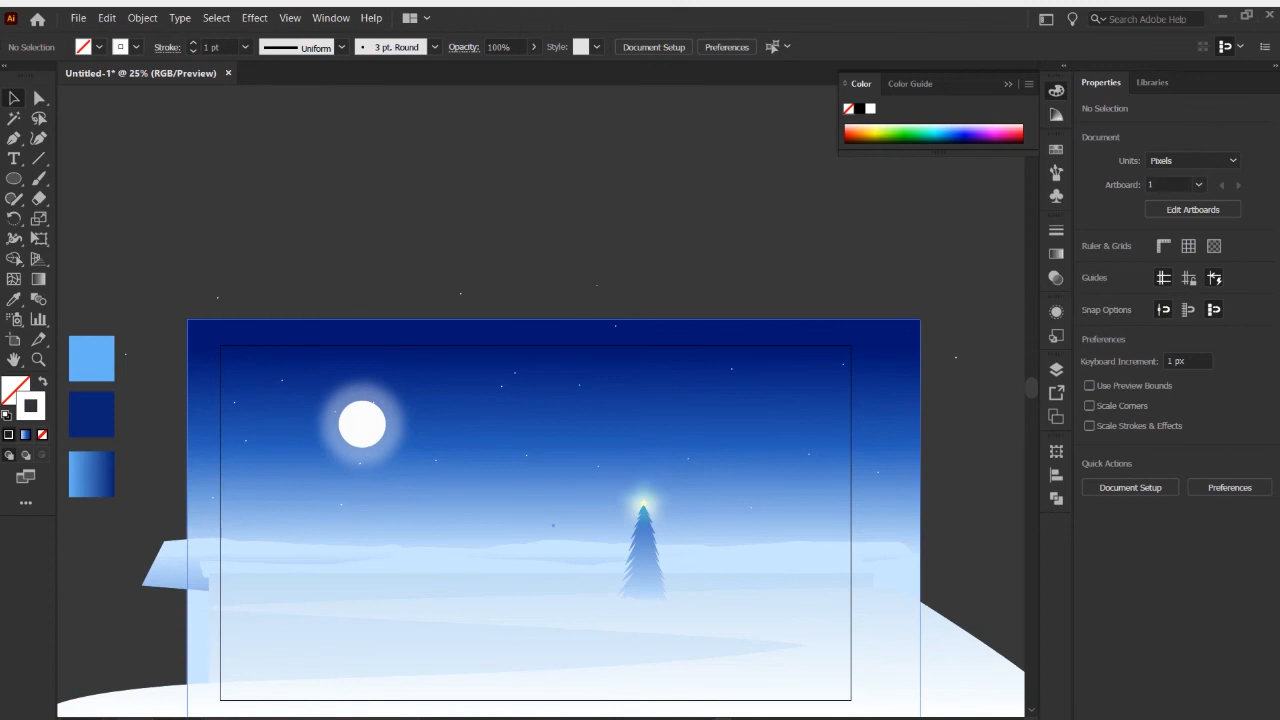 Ai File Edit Object Type Select Effect View Window Help Search Adobe Help
No Selection Stroke: 1 pt Uniform 3 pt. Round Opacity: 100% Style: Document Setup Preferences
Untitled-1* @ 25% (RGB/Preview)
Color Color Guide
Properties Libraries
No Selection
Document
Units: Pixels
Artboard: 1
Edit Artboards
Ruler & Grids
Guides
Snap Options
Preferences
Keyboard Increment: 1 px
Use Preview Bounds
Scale Corners
Scale Strokes & Effects
Quick Actions
Document Setup Preferences